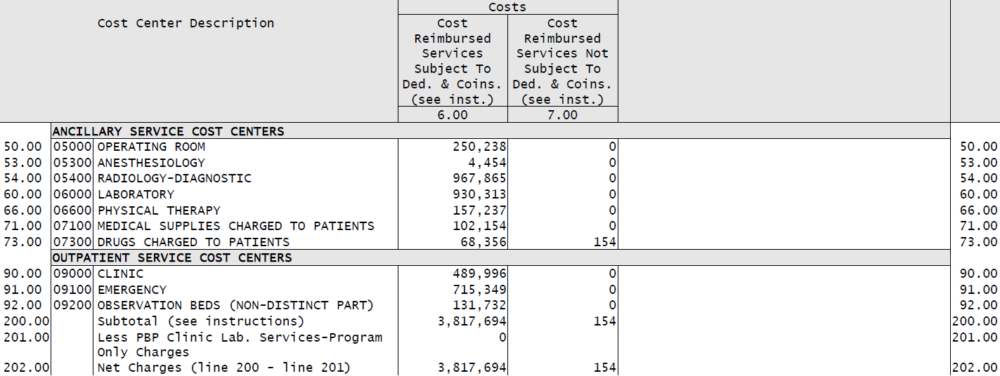 Costs
Cost Center Description Cost Cost
Reimbursed Reimbursed
Services Services Not
Subject To Subject To
Ded. & Coins. Ded. & Coins.
(see inst.) (see inst.)
6.00 7.00
ANCILLARY SERVICE COST CENTERS
50.00 05000 OPERATING ROOM 250,238 0 50.00
53.00 05300 ANESTHESIOLOGY 4,454 0 53.00
54.00 05400 RADIOLOGY-DIAGNOSTIC 967,865 0 54.00
60.00 06000 LABORATORY 930,313 0 60.00
66.00 06600 PHYSICAL THERAPY 157,237 0 66.00
71.00 07100 MEDICAL SUPPLIES CHARGED TO PATIENTS 102,154 0 71.00
73.00 07300 DRUGS CHARGED TO PATIENTS 68,356 154 73.00
OUTPATIENT SERVICE COST CENTERS
90.00 09000 CLINIC 489,996 0 90.00
91.00 09100 EMERGENCY 715,349 0 91.00
92.00 09200 OBSERVATION BEDS (NON-DISTINCT PART) 131,732 0 92.00
200.00 Subtotal (see instructions) 3,817,694 154 200.00
201.00 Less PBP Clinic Lab. Services-Program 0 201.00
Only Charges
202.00 Net Charges (line 200 - line 201) 3,817,694 154 202.00